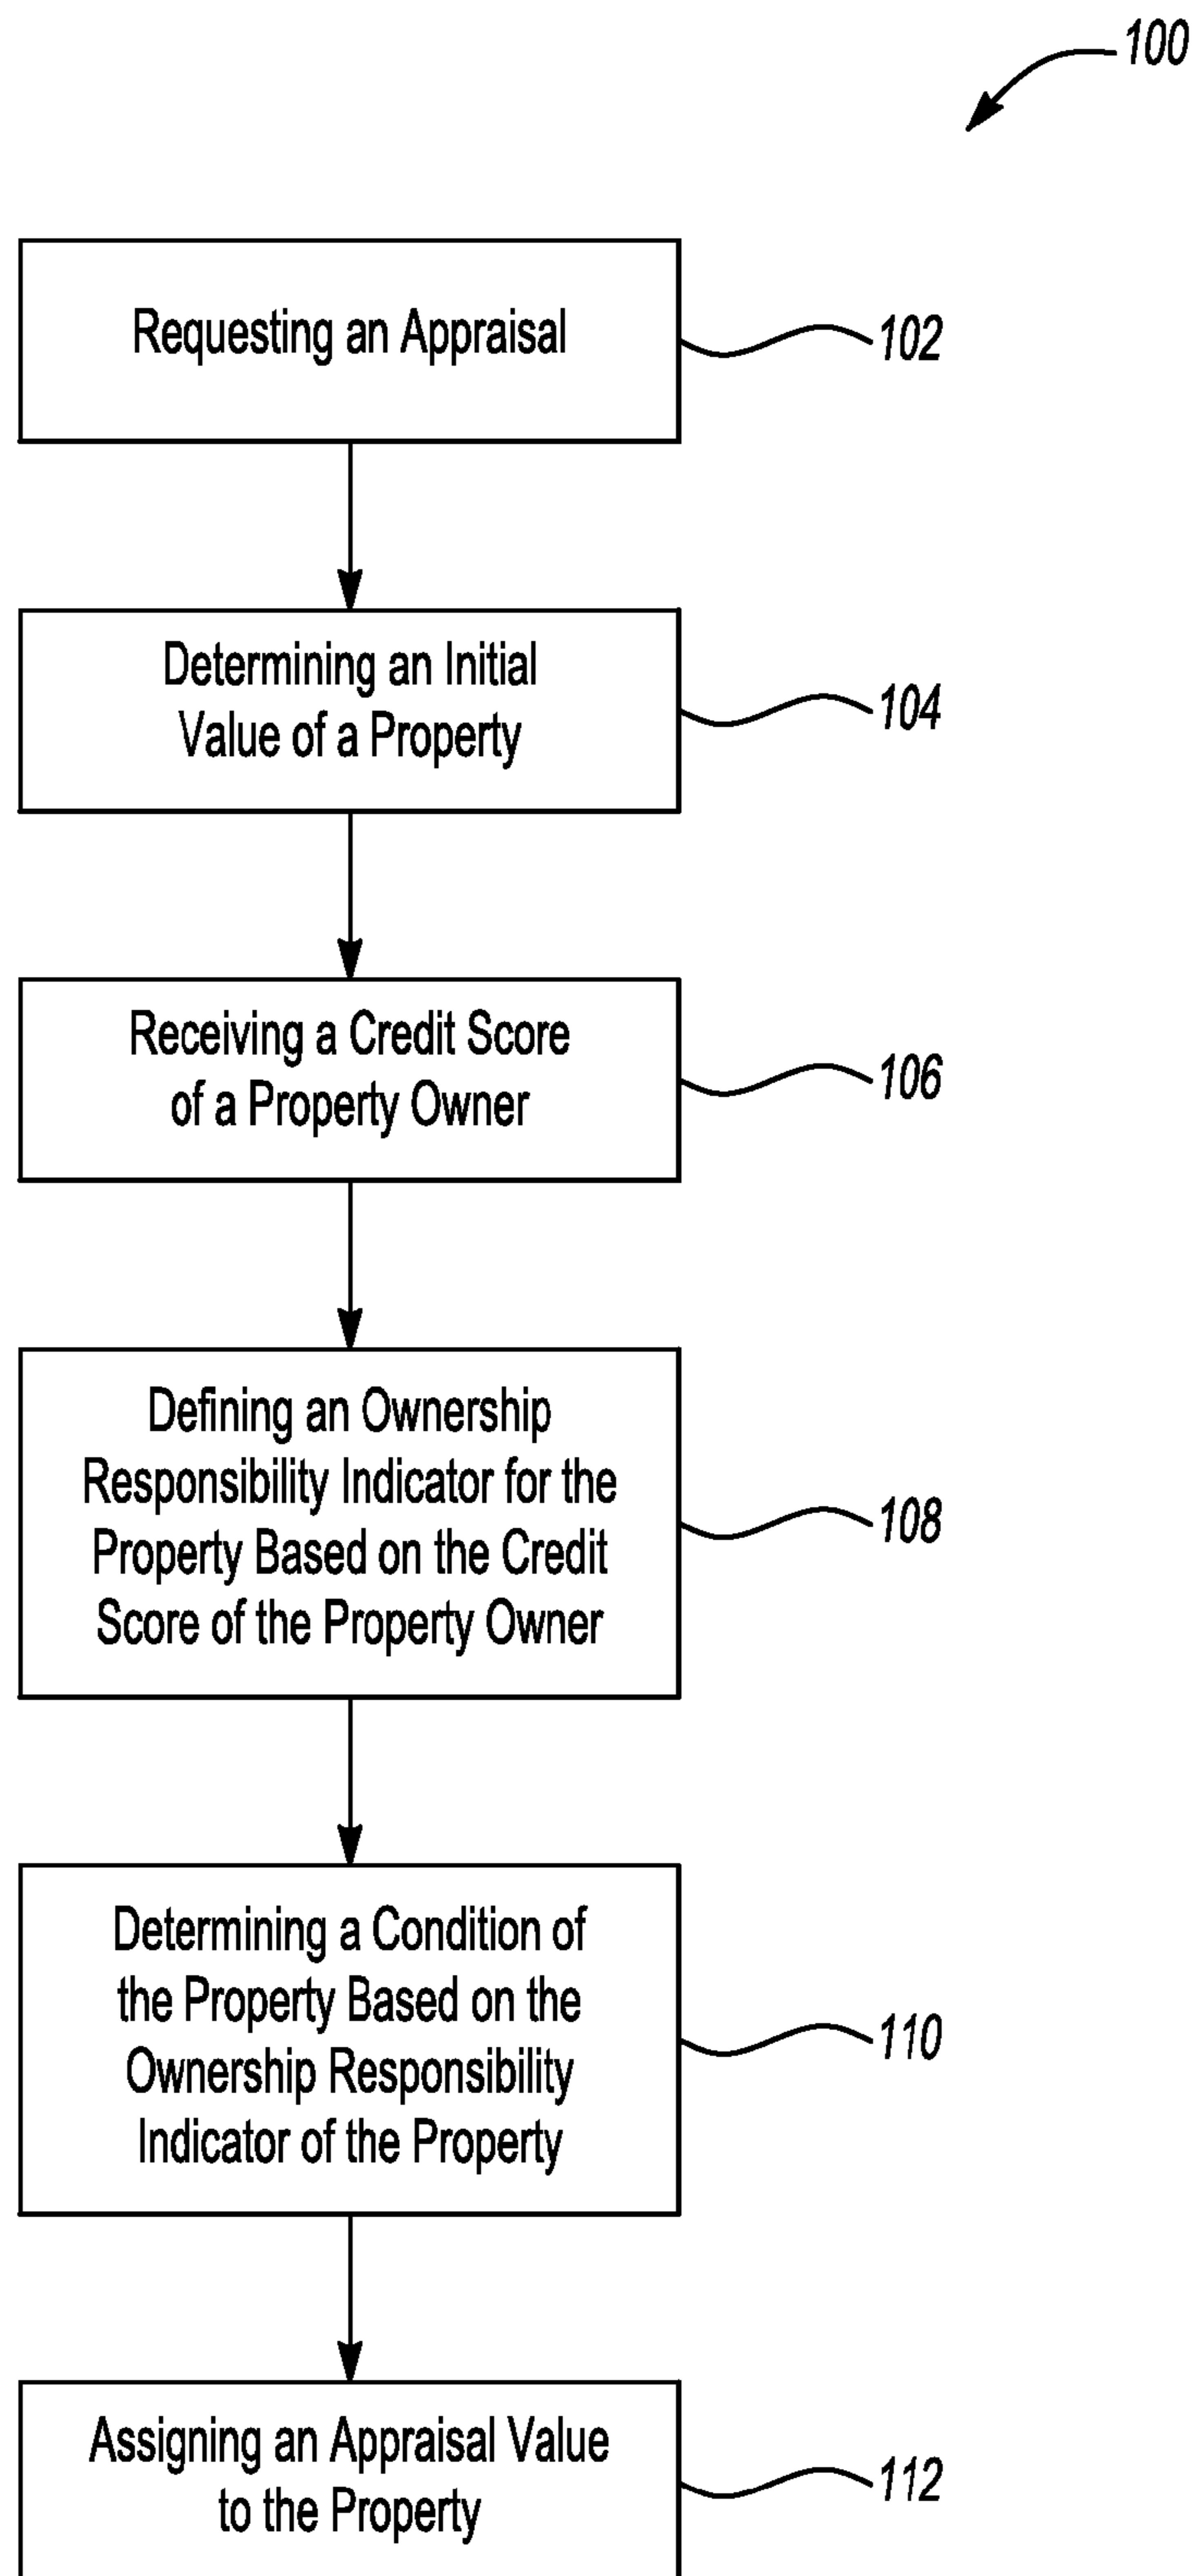 100
Requesting an Appraisal
102
Determining an Initial
Value of a Property
104
Receiving a Credit Score
of a Property Owner
106
Defining an Ownership
Responsibility Indicator for the
Property Based on the Credit
Score of the Property Owner
108
Determining a Condition of
the Property Based on the
Ownership Responsibility
Indicator of the Property
110
Assigning an Appraisal Value
to the Property
112